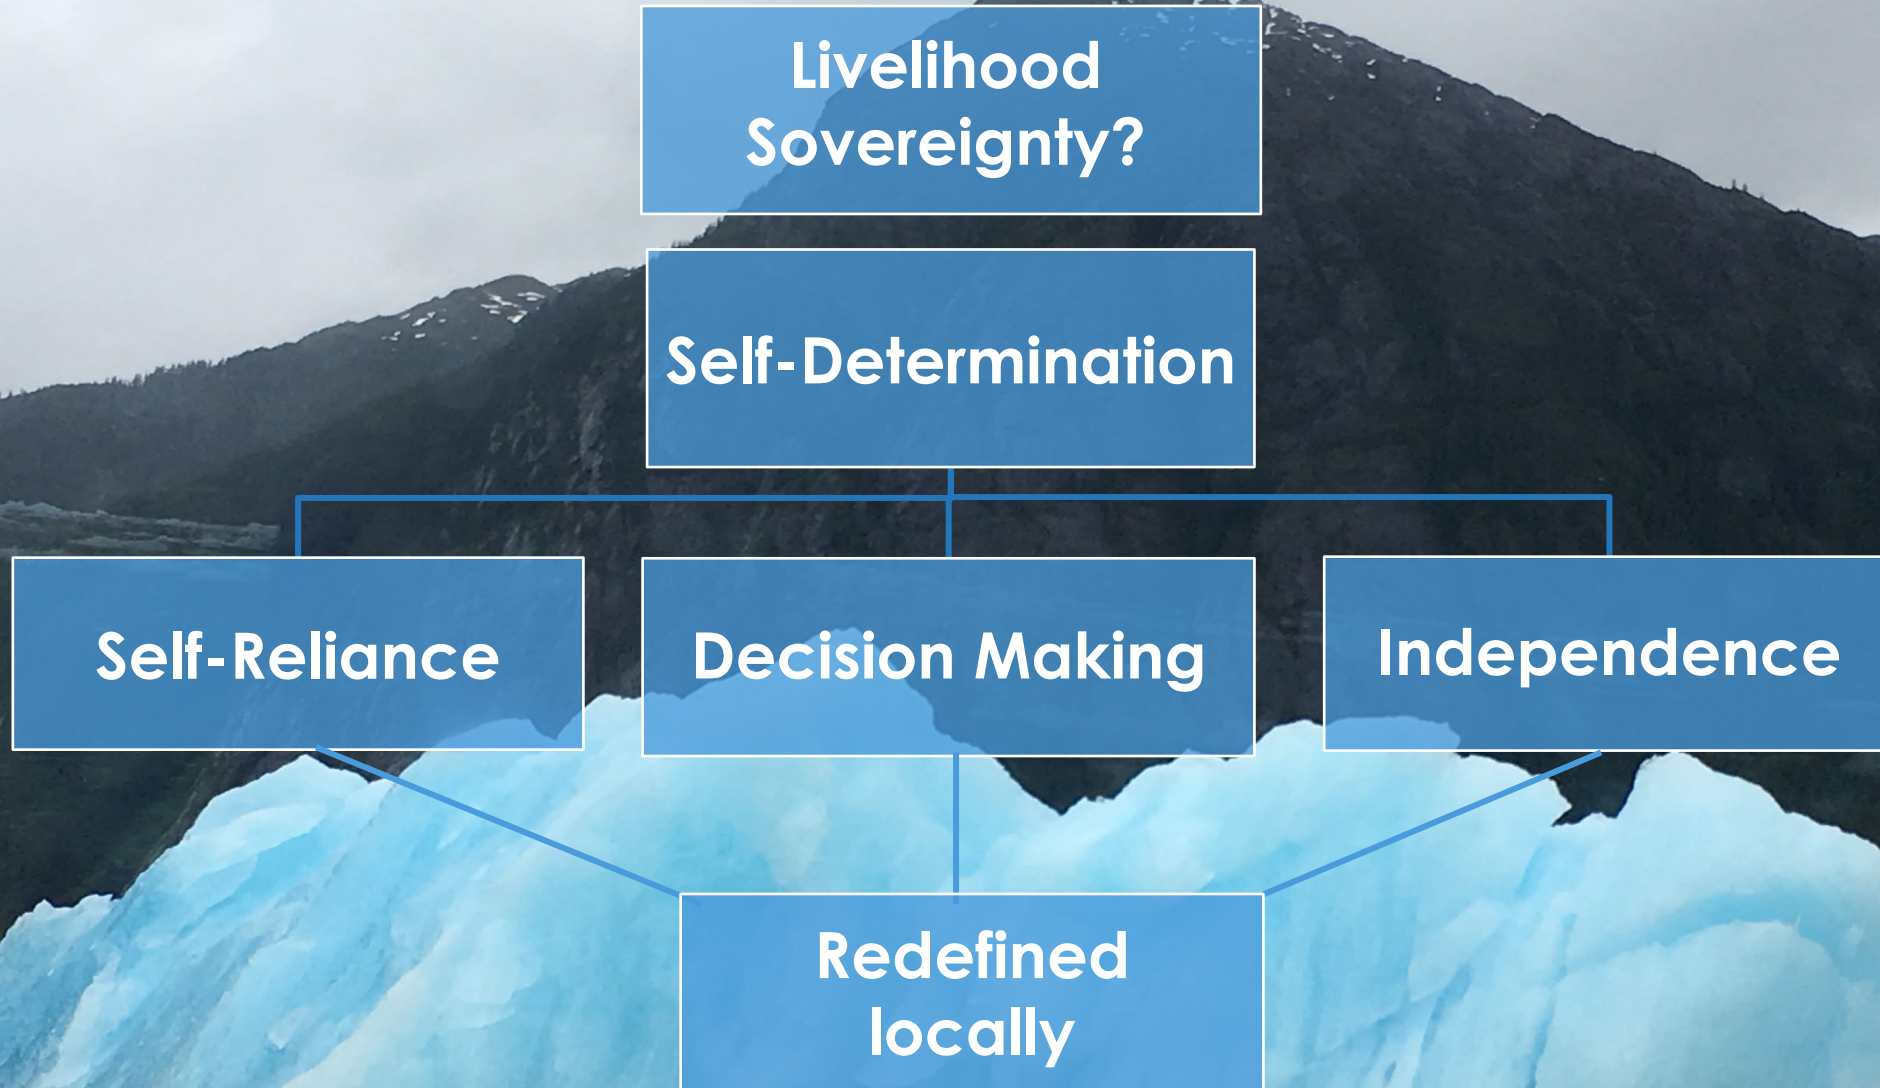 Livelihood
Sovereignty?
Self-Determination
Self-Reliance
Decision Making
Independence
Redefined
locally